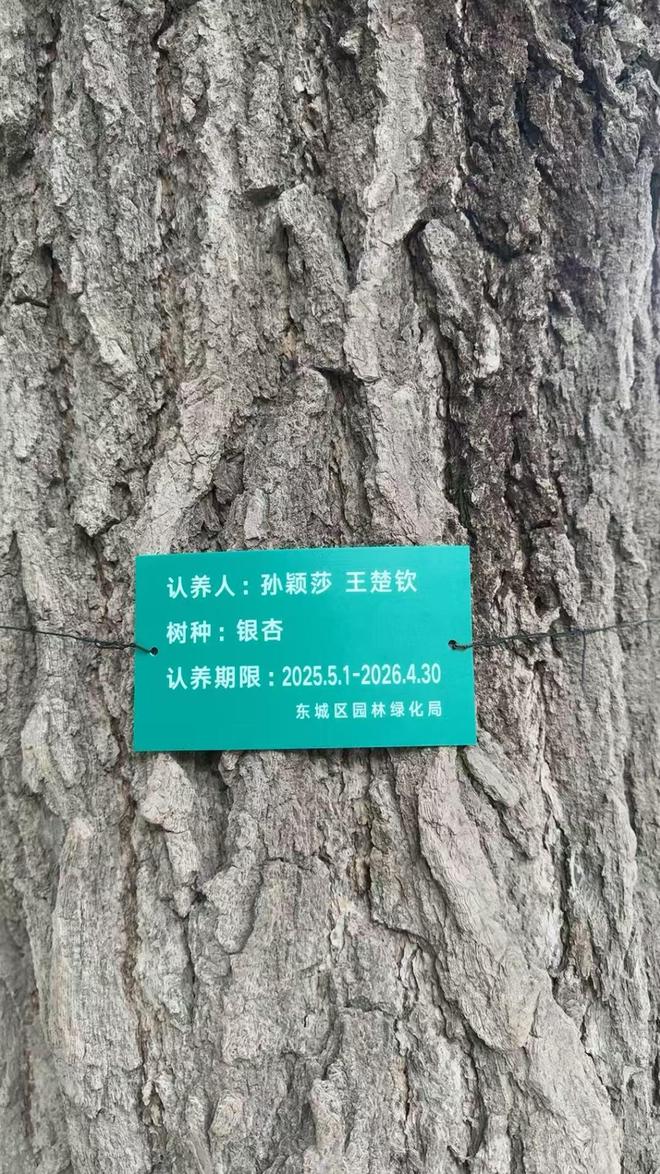 认养人：孙颖莎 王楚钦
树种：银杏
认养期限：2025.5.1-2026.4.30
东城区园林绿化局